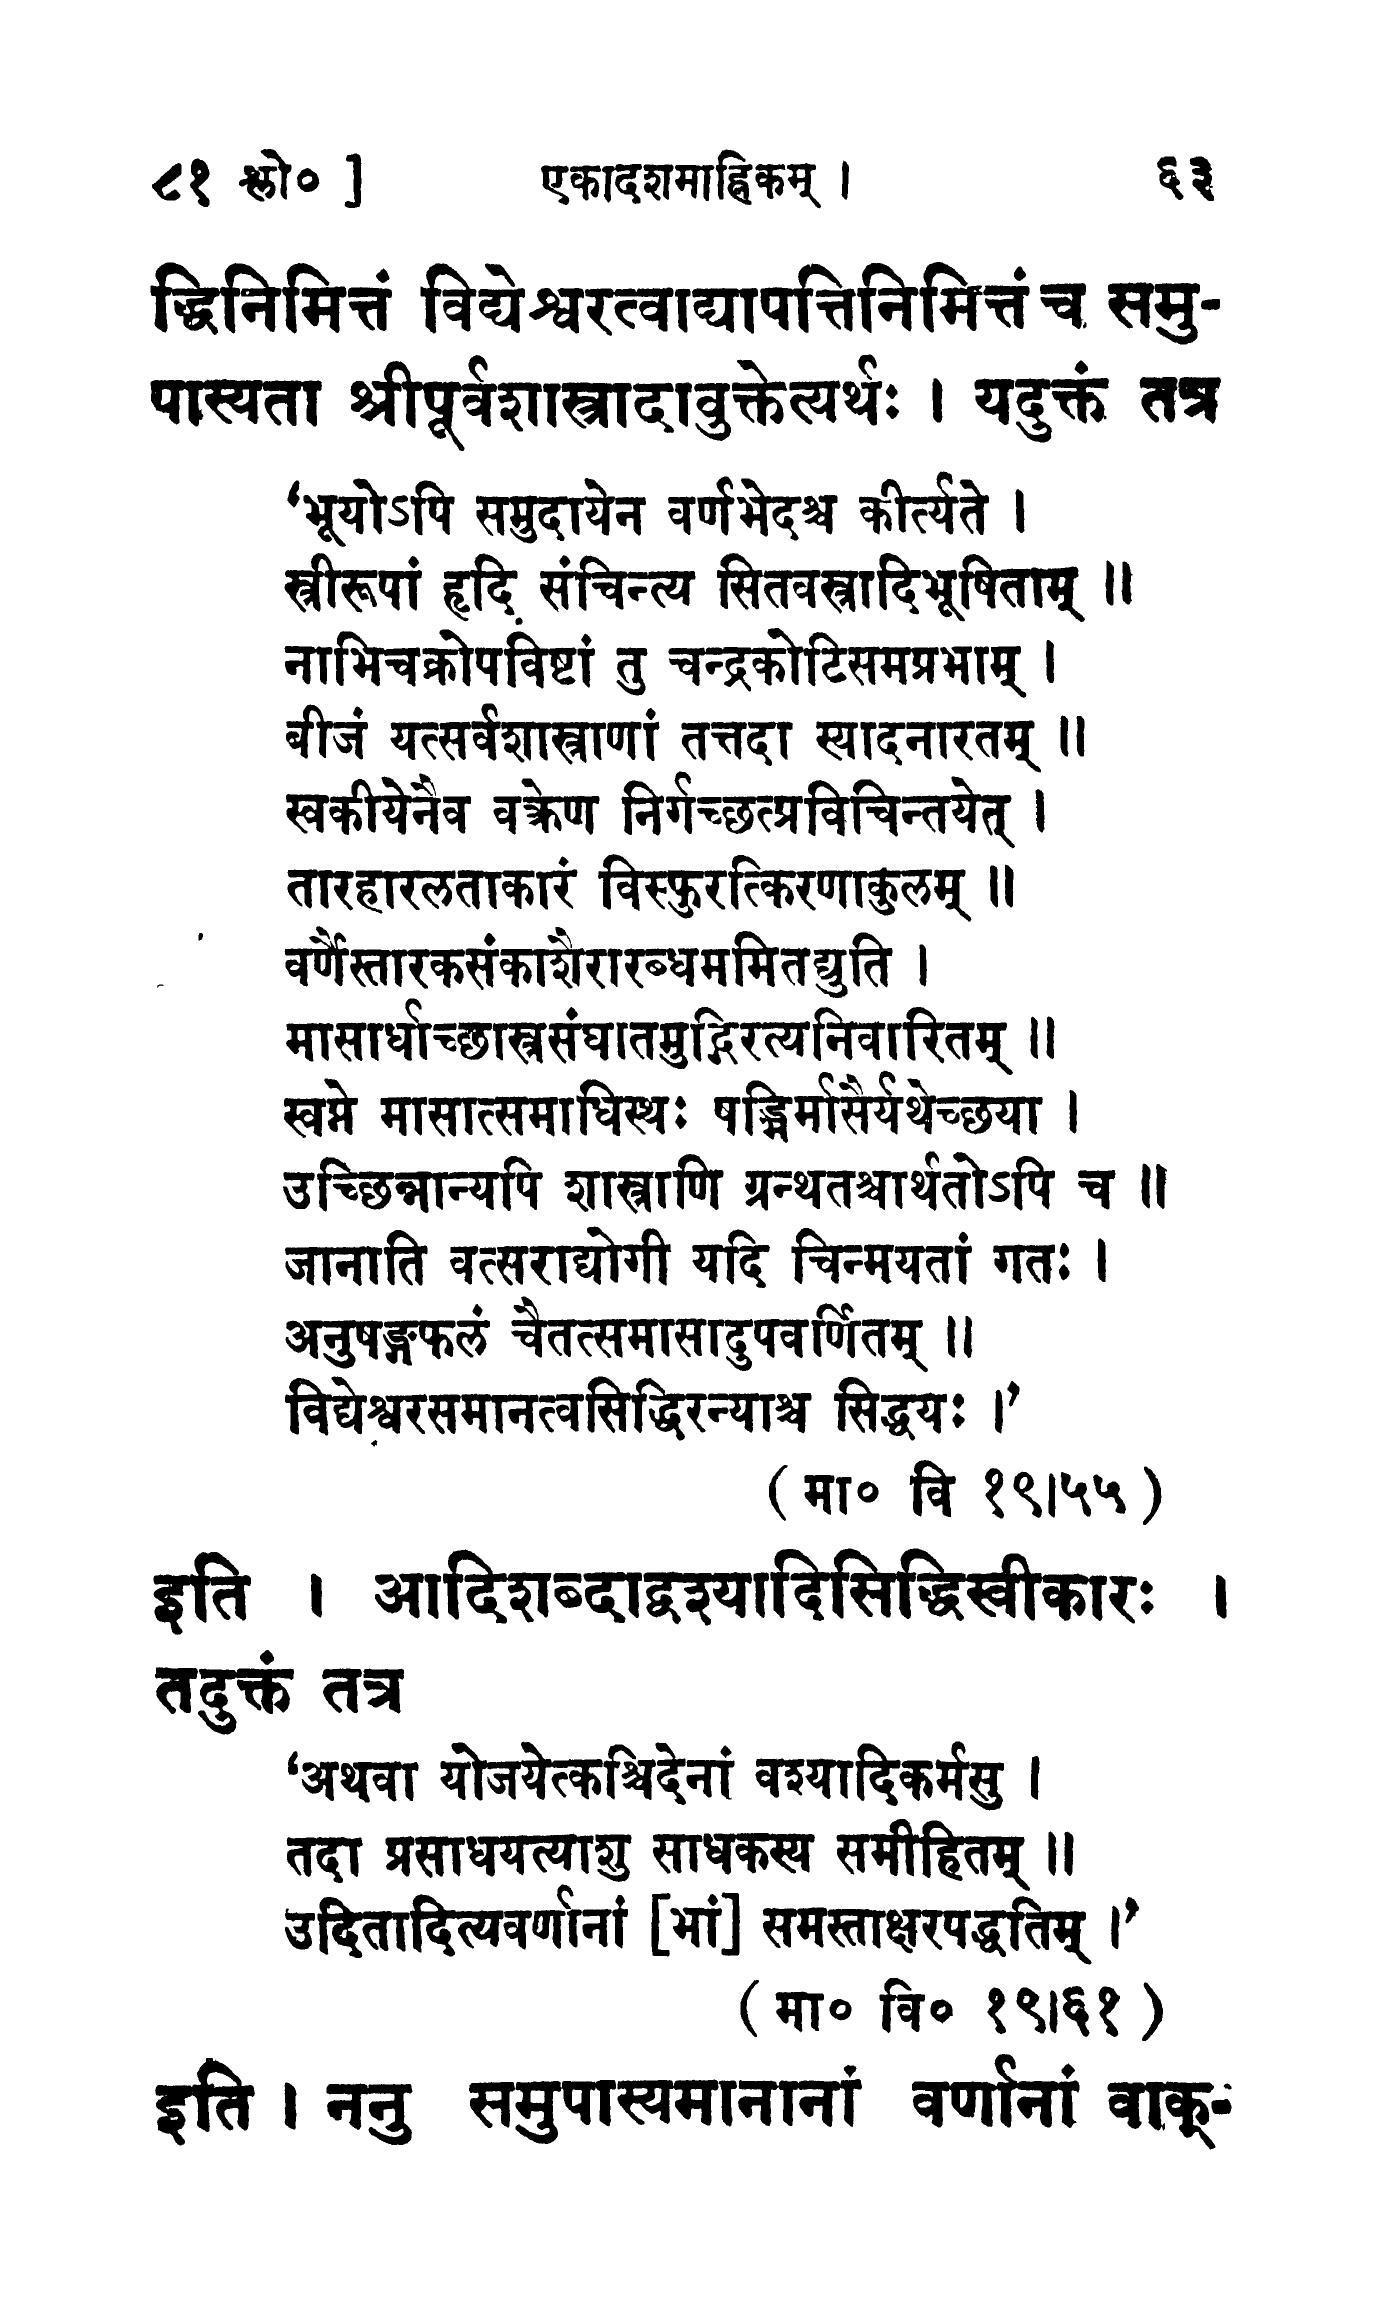 ८१ श्लो० ] एकादशमाह्निकम् । ६३
द्धिनिमित्तं विद्येश्वरत्वाद्यापत्तिनिमित्तं च समु-
पास्यता श्रीपूर्वशास्त्रादावुक्तेत्यर्थः । यदुक्तं तत्र
‘भूयोऽपि समुदायेन वर्णभेदश्च कीर्त्यते ।
स्त्रीरूपां हृदि संचिन्त्य सितवस्त्रादिभूषिताम् ॥
नाभिचक्रोपविष्टां तु चन्द्रकोटिसमप्रभाम् ।
बीजं यत्सर्वशास्त्राणां तत्तदा स्यादनारतम् ॥
स्वकीयेनैव वक्त्रेण निर्गच्छत्प्रविचिन्तयेत् ।
तारहारलताकारं विस्फुरत्किरणाकुलम् ॥
वर्णैस्तारकसंकाशैरारब्धममितद्युति ।
मासार्धाच्छास्त्रसंघातमुद्गिरत्यनिवारितम् ॥
स्वप्ने मासात्समाधिस्थः षड्भिर्मासैर्यथेच्छया ।
उच्छिन्नान्यपि शास्त्राणि ग्रन्थतश्चार्थतोऽपि च ॥
जानाति वत्सराद्योगी यदि चिन्मयतां गतः ।
अनुषङ्गफलं चैतत्समासादुपवर्णितम् ॥
विद्येश्वरसमानत्वसिद्धिरन्याश्च सिद्धयः ।’
( मा० वि १९।५५ )
इति । आदिशब्दाद्वश्यादिसिद्धिस्वीकारः ।
तदुक्तं तत्र
‘अथवा योजयेत्कश्चिदेनां वश्यादिकर्मसु ।
तदा प्रसाधयत्याशु साधकस्य समीहितम् ॥
उदितादित्यवर्णानां [भां] समस्ताक्षरपद्धतिम् ।’
( मा० वि० १९।६१ )
इति । ननु समुपास्यमानानां वर्णानां वाक्-